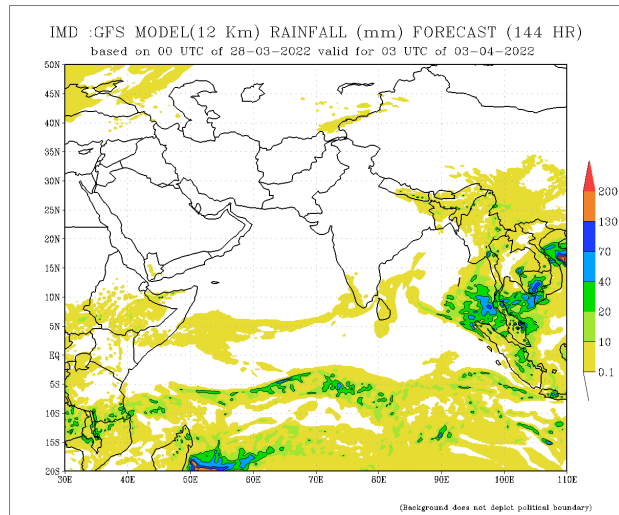 IMD :GFS MODEL(12 Km) RAINFALL (mm) FORECAST (144 HR)
based on 00 UTC of 28-03-2022 valid for 03 UTC of 03-04-2022
50N
45N
40N
35N
30N
25N
20N
15N
10N
5N
EQ
5S
10S
15S
20S
30E 40E 50E 60E 70E 80E 90E 100E 110E
200
130
70
40
20
10
0.1
(Background does not depict political boundary)